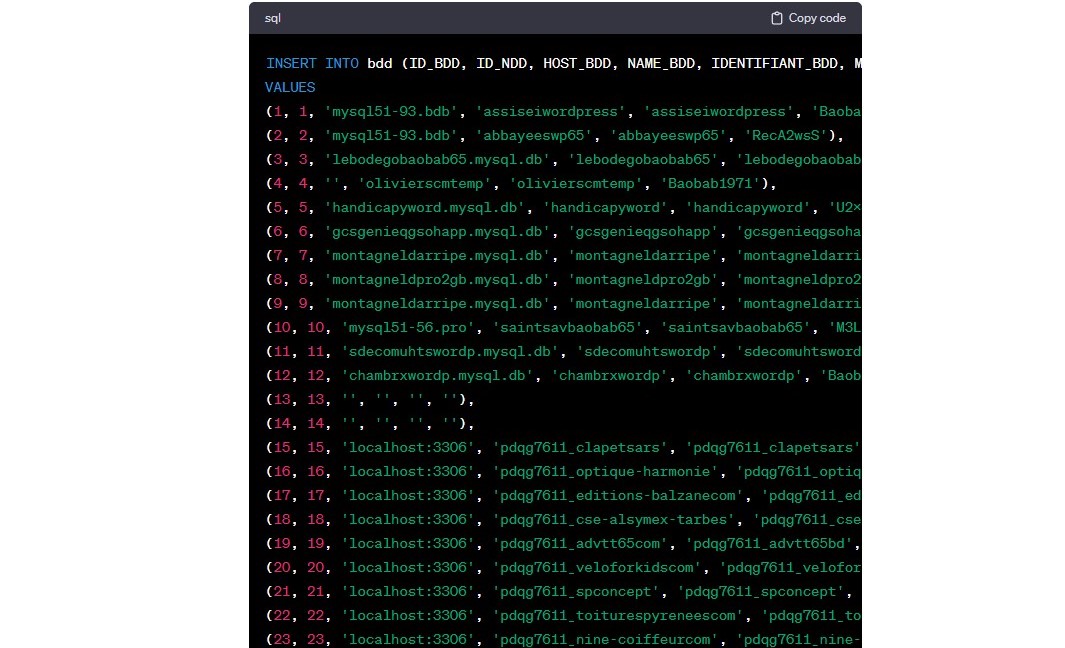 sql Copy code
INSERT INTO bdd (ID_BDD, ID_NDD, HOST_BDD, NAME_BDD, IDENTIFIANT_BDD, M
VALUES
(1, 1, 'mysql51-93.bdb', 'assiseiwordpress', 'assiseiwordpress', 'Baoba
(2, 2, 'mysql51-93.bdb', 'abbayeeswp65', 'abbayeeswp65', 'RecA2wsS'),
(3, 3, 'lebodegobaobab65.mysql.db', 'lebodegobaobab65', 'lebodegobaobab
(4, 4, '', 'olivierscmtemp', 'olivierscmtemp', 'Baobab1971'),
(5, 5, 'handicapyword.mysql.db', 'handicapyword', 'handicapyword', 'U2×
(6, 6, 'gcsgenieqgsohapp.mysql.db', 'gcsgenieqgsohapp', 'gcsgenieqgsoha
(7, 7, 'montagneldarripe.mysql.db', 'montagneldarripe', 'montagneldarri
(8, 8, 'montagneldpro2gb.mysql.db', 'montagneldpro2gb', 'montagneldpro2
(9, 9, 'montagneldarripe.mysql.db', 'montagneldarripe', 'montagneldarri
(10, 10, 'mysql51-56.pro', 'saintsavbaobab65', 'saintsavbaobab65', 'M3L
(11, 11, 'sdecomuhtswordp.mysql.db', 'sdecomuhtswordp', 'sdecomuhtsword
(12, 12, 'chambrxwordp.mysql.db', 'chambrxwordp', 'chambrxwordp', 'Baob
(13, 13, '', '', '', ''),
(14, 14, '', '', '', ''),
(15, 15, 'localhost:3306', 'pdqg7611_clapetsars', 'pdqg7611_clapetsars'
(16, 16, 'localhost:3306', 'pdqg7611_optique-harmonie', 'pdqg7611_optiq
(17, 17, 'localhost:3306', 'pdqg7611_editions-balzanecom', 'pdqg7611_ed
(18, 18, 'localhost:3306', 'pdqg7611_cse-alsymex-tarbes', 'pdqg7611_cse
(19, 19, 'localhost:3306', 'pdqg7611_advtt65com', 'pdqg7611_advtt65bd',
(20, 20, 'localhost:3306', 'pdqg7611_veloforkidscom', 'pdqg7611_velofor
(21, 21, 'localhost:3306', 'pdqg7611_spconcept', 'pdqg7611_spconcept',
(22, 22, 'localhost:3306', 'pdqg7611_toiturespyreneescom', 'pdqg7611_to
(23, 23, 'localhost:3306', 'pdqg7611_nine-coiffeurcom', 'pdqg7611_nine-